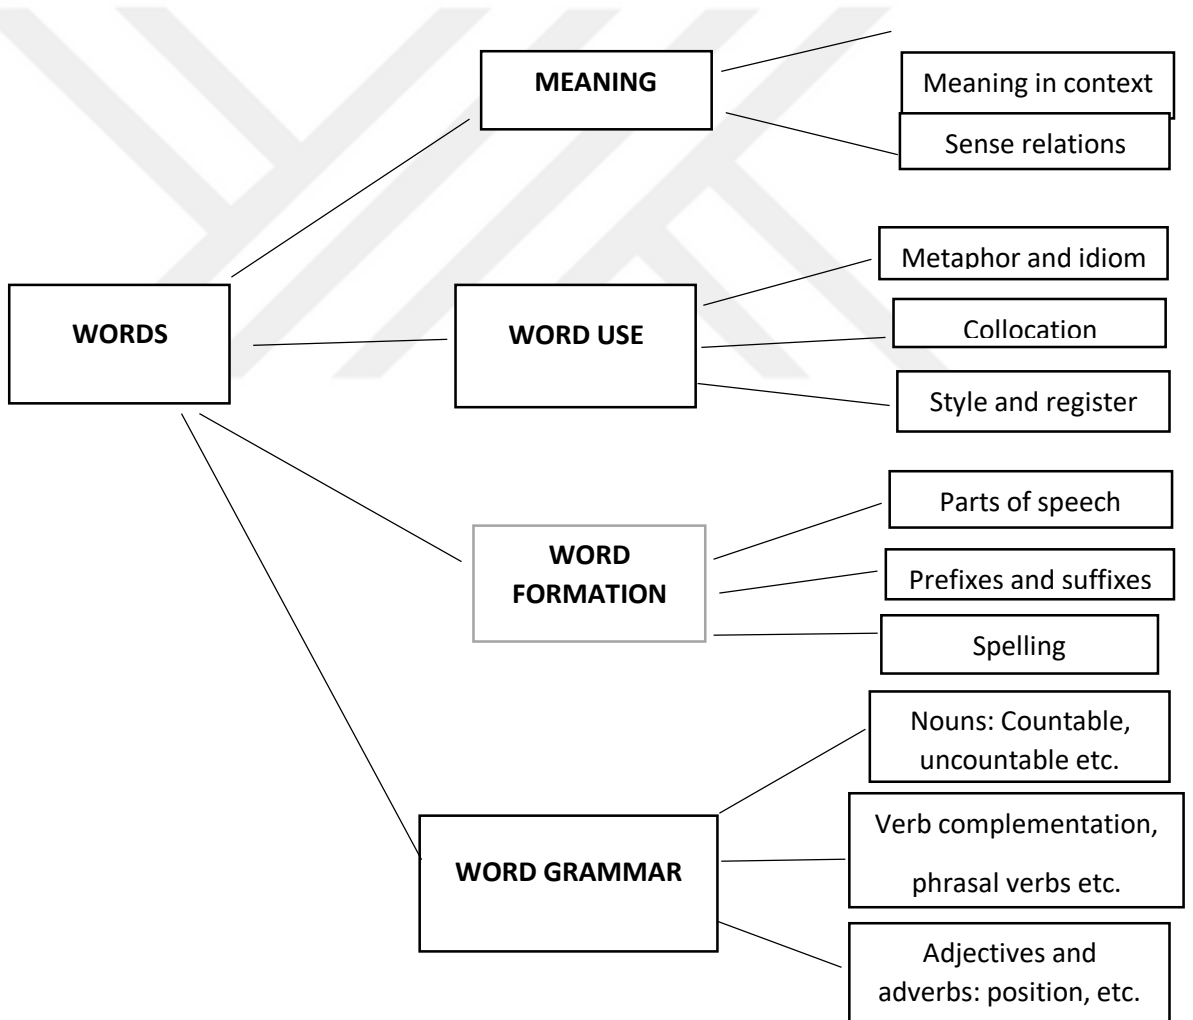 MEANING
Meaning in context
Sense relations
WORDS
WORD USE
Metaphor and idiom
Collocation
Style and register
WORD
FORMATION
Parts of speech
Prefixes and suffixes
Spelling
WORD GRAMMAR
Nouns: Countable,
uncountable etc.
Verb complementation,
phrasal verbs etc.
Adjectives and
adverbs: position, etc.